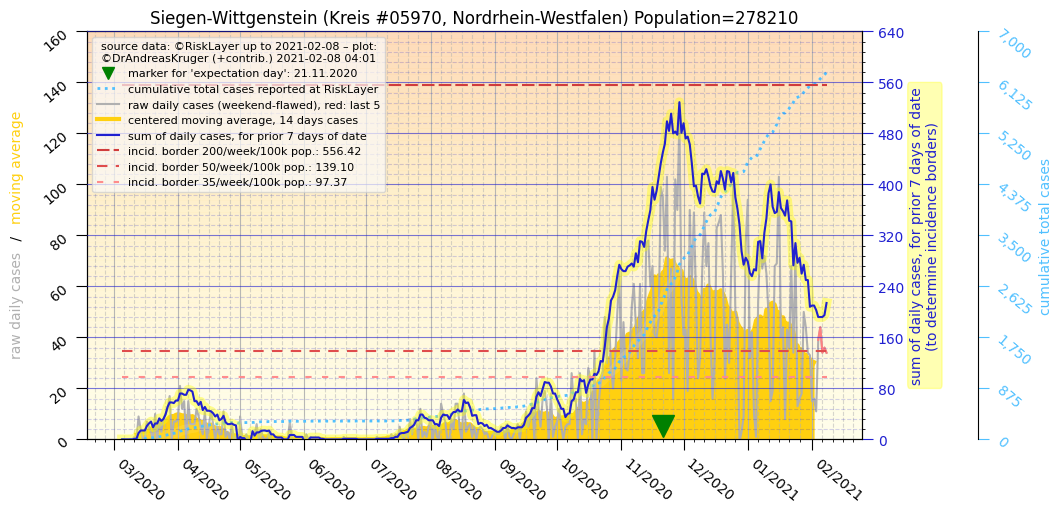 Siegen-Wittgenstein (Kreis #05970, Nordrhein-Westfalen) Population=278210
source data: ©RiskLayer up to 2021-02-08 – plot:
©DrAndreasKruger (+contrib.) 2021-02-08 04:01
marker for 'expectation day': 21.11.2020
cumulative total cases reported at RiskLayer
raw daily cases (weekend-flawed), red: last 5
centered moving average, 14 days cases
sum of daily cases, for prior 7 days of date
incid. border 200/week/100k pop.: 556.42
incid. border 50/week/100k pop.: 139.10
incid. border 35/week/100k pop.: 97.37
raw daily cases / moving average
160
140
120
100
80
60
40
20
0
03/2020
04/2020
05/2020
06/2020
07/2020
08/2020
09/2020
10/2020
11/2020
12/2020
01/2021
02/2021
640
560
480
400
320
240
160
80
0
sum of daily cases, for prior 7 days of date
(to determine incidence borders)
7,000
6,125
5,250
4,375
3,500
2,625
1,750
875
0
cumulative total cases